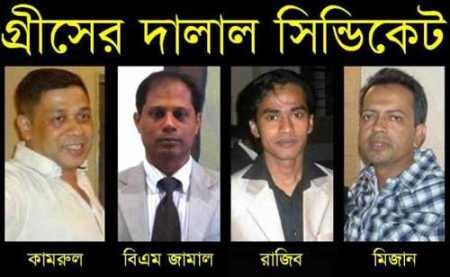 গ্রীসের দালাল সিন্ডিকেট
কামরুল বিএম জামাল রাজিব মিজান